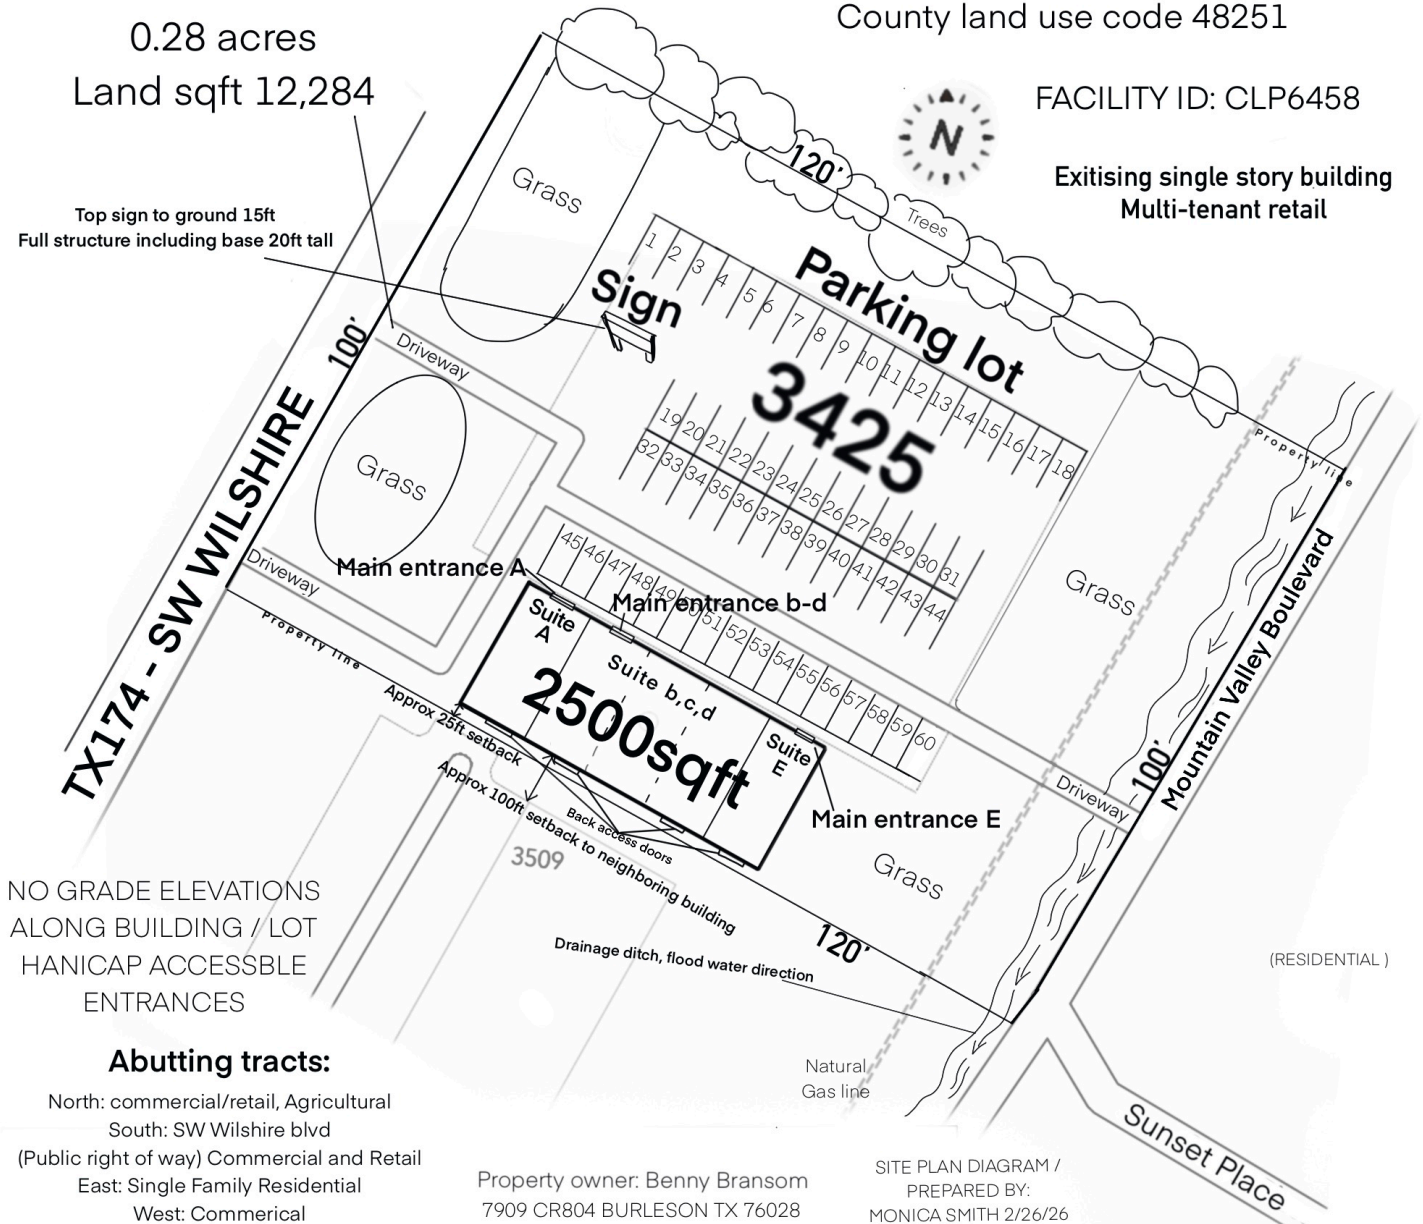 County land use code 48251
0.28 acres
Land sqft 12,284
FACILITY ID: CLP6458
N
Exitising single story building
Multi-tenant retail
120'
Trees
Grass
Top sign to ground 15ft
Full structure including base 20ft tall
Sign
Parking lot
3425
1 2 3 4 5 6 7 8 9 10 11 12 13 14 15 16 17 18
19 20 21 22 23 24 25 26 27 28 29 30 31
32 33 34 35 36 37 38 39 40 41 42 43 44
45 46 47 48 49 50 51 52 53 54 55 56 57 58 59 60
100'
Driveway
Grass
TX174 - SW WILSHIRE
Driveway
Property line
Property line
Grass
Mountain Valley Boulevard
100'
Driveway
Main entrance A
Main entrance b-d
Suite
A
Suite b,c,d
2500sqft
Suite
E
Main entrance E
Approx 25ft setback
Approx 100ft setback to neighboring building
Back access doors
3509
Grass
120'
Drainage ditch, flood water direction
(RESIDENTIAL )
Natural
Gas line
Sunset Place
NO GRADE ELEVATIONS
ALONG BUILDING / LOT
HANICAP ACCESSBLE
ENTRANCES
Abutting tracts:
North: commercial/retail, Agricultural
South: SW Wilshire blvd
(Public right of way) Commercial and Retail
East: Single Family Residential
West: Commerical
Property owner: Benny Bransom
7909 CR804 BURLESON TX 76028
SITE PLAN DIAGRAM /
PREPARED BY:
MONICA SMITH 2/26/26